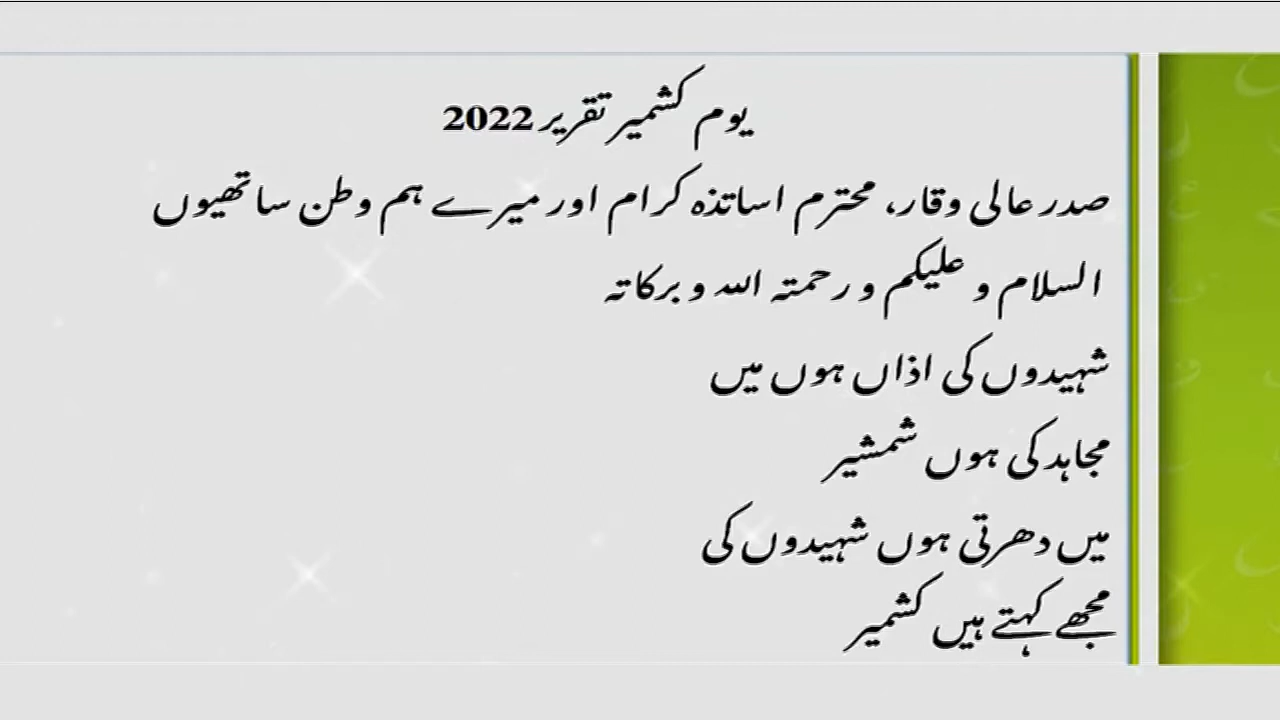 یوم کشمیر تقریر 2022
صدر عالی وقار، محترم اساتذہ کرام اور میرے ہم وطن ساتھیوں
السلام و علیکم و رحمتہ اللہ و برکاتہ
شہیدوں کی اذاں ہوں میں
مجاہد کی ہوں شمشیر
میں دھرتی ہوں شہیدوں کی
مجھے کہتے ہیں کشمیر